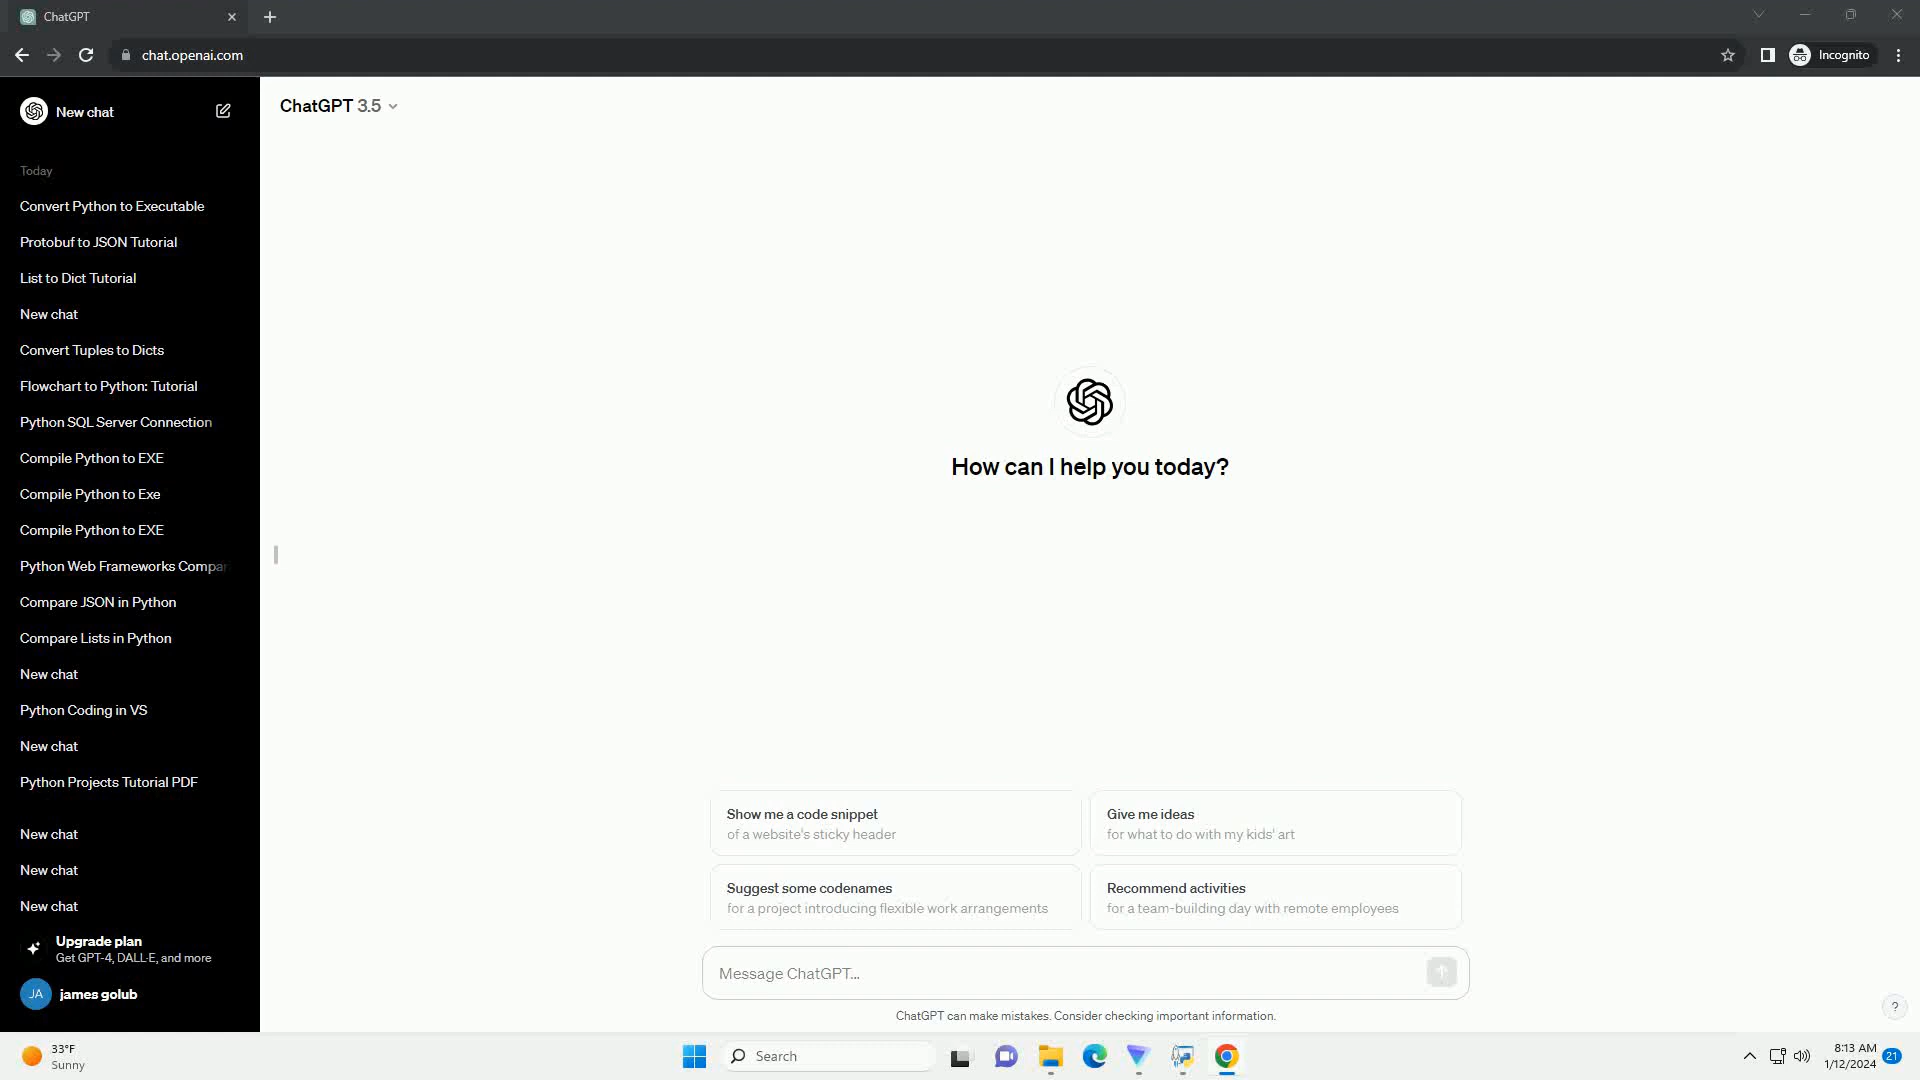 ChatGPT
chat.openai.com
Incognito
New chat
Today
Convert Python to Executable
Protobuf to JSON Tutorial
List to Dict Tutorial
New chat
Convert Tuples to Dicts
Flowchart to Python: Tutorial
Python SQL Server Connection
Compile Python to EXE
Compile Python to Exe
Compile Python to EXE
Python Web Frameworks Compar
Compare JSON in Python
Compare Lists in Python
New chat
Python Coding in VS
New chat
Python Projects Tutorial PDF
New chat
New chat
New chat
Upgrade plan
Get GPT-4, DALL·E, and more
JA
james golub
ChatGPT 3.5
How can I help you today?
Show me a code snippet
of a website's sticky header
Give me ideas
for what to do with my kids' art
Suggest some codenames
for a project introducing flexible work arrangements
Recommend activities
for a team-building day with remote employees
Message ChatGPT...
ChatGPT can make mistakes. Consider checking important information.
?
33°F
Sunny
Search
8:13 AM
1/12/2024
21